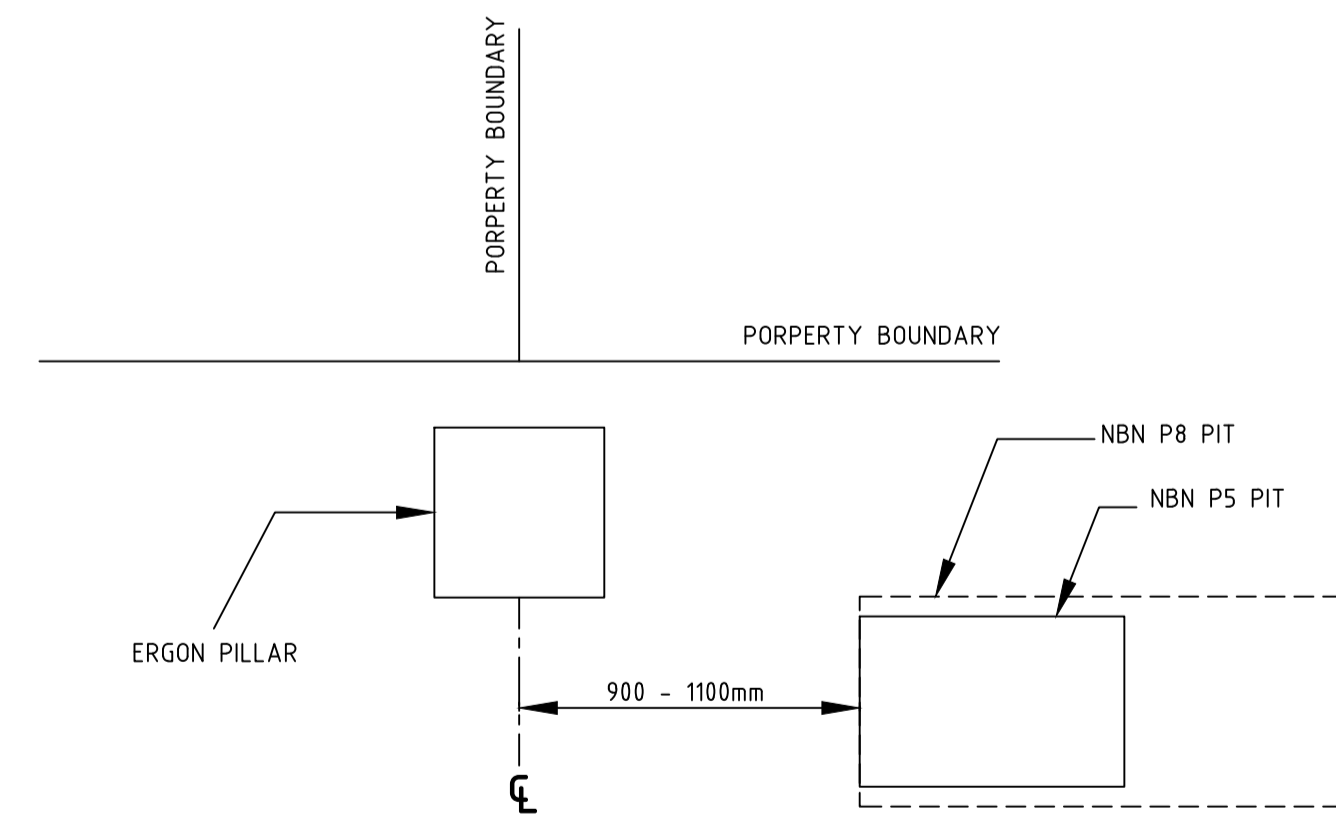 PORPERTY BOUNDARY
PORPERTY BOUNDARY
NBN P8 PIT
NBN P5 PIT
ERGON PILLAR
900 - 1100mm
℄